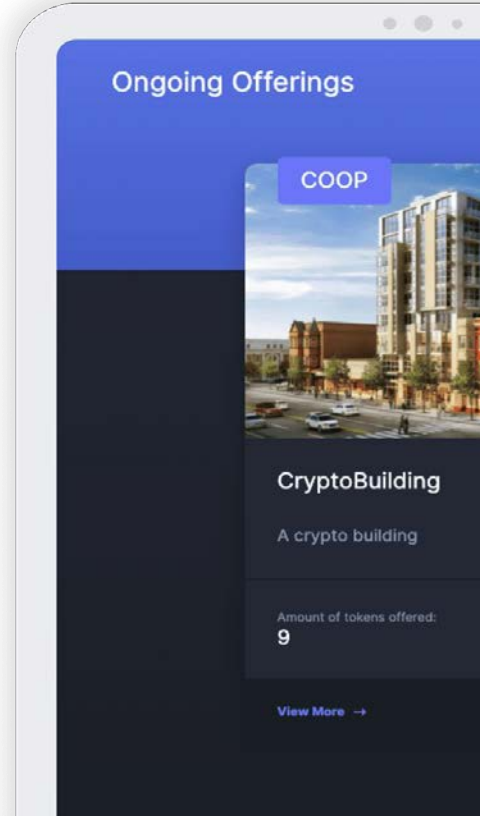 Ongoing Offerings
COOP
CryptoBuilding
A crypto building
Amount of tokens offered:
9
View More →